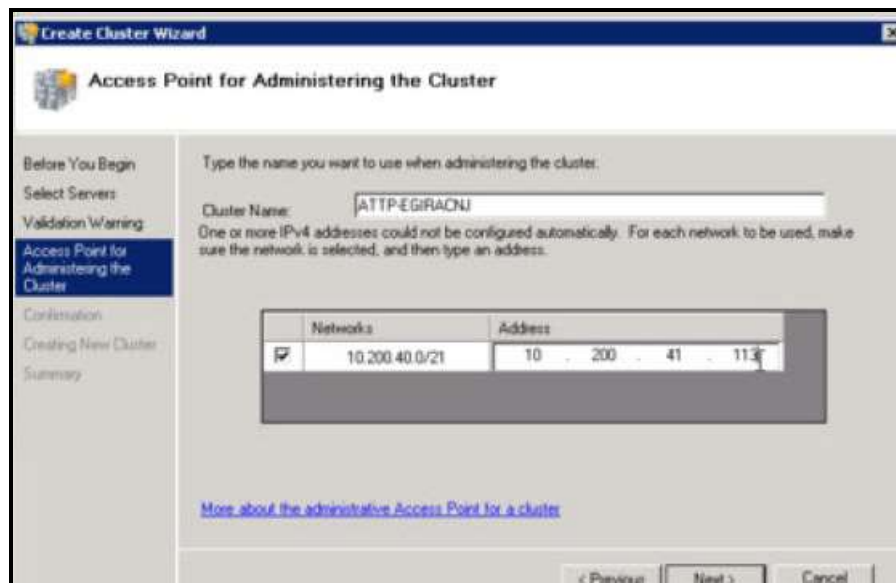 Create Cluster Wizard
Access Point for Administering the Cluster
Before You Begin
Select Servers
Validation Warning
Access Point for
Administering the
Cluster
Confirmation
Creating New Cluster
Summary
Type the name you want to use when administering the cluster.
Cluster Name: ATTP-EGIRACNJ
One or more IPv4 addresses could not be configured automatically. For each network to be used, make
sure the network is selected, and then type an address.
Networks Address
10.200.40.0/21 10 . 200 . 41 . 113
More about the administrative Access Point for a cluster
< Previous Next > Cancel